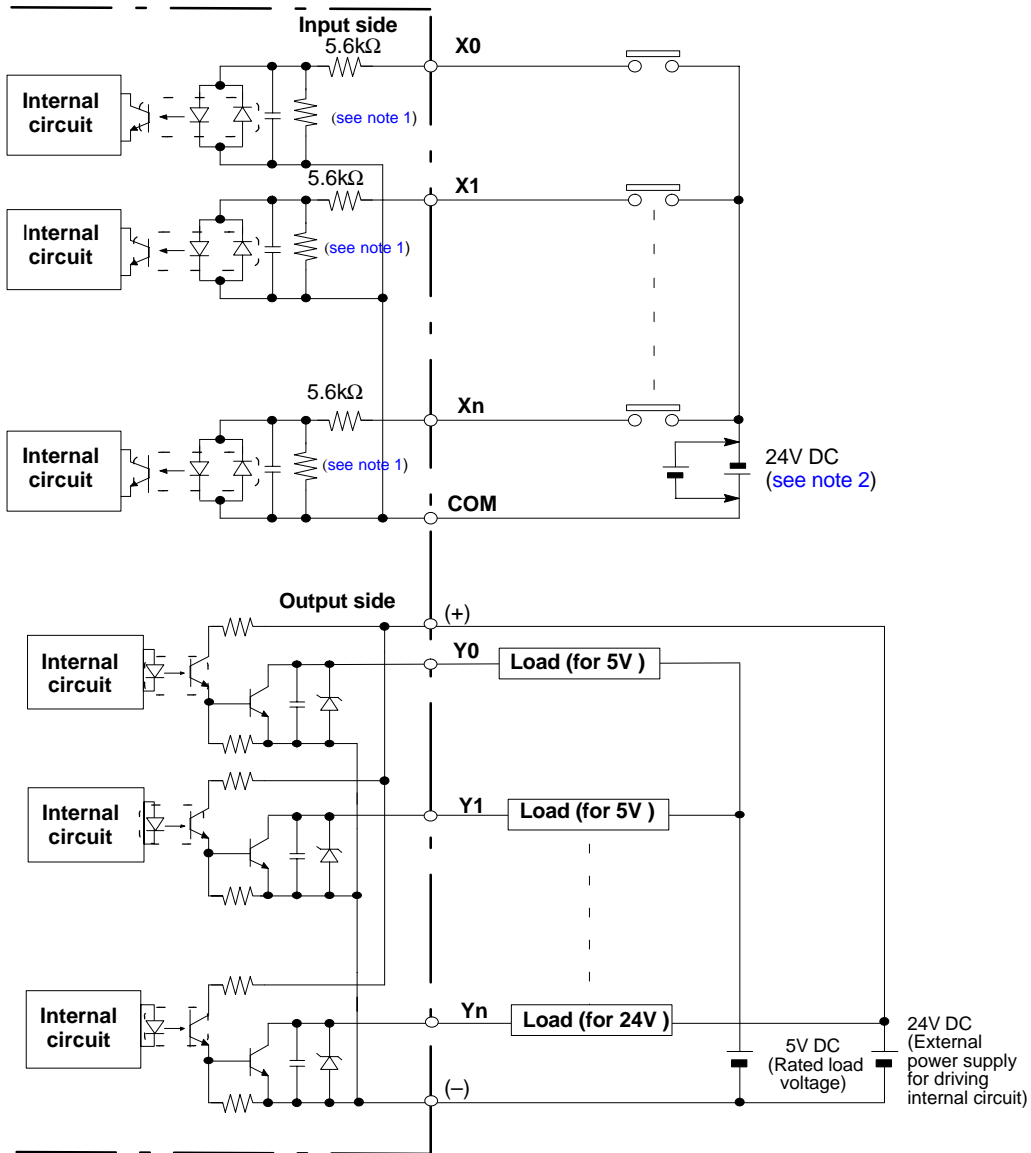 Input side
5.6kΩ
X0
Internal
circuit
(see note 1)
5.6kΩ
X1
Internal
circuit
(see note 1)
5.6kΩ
Xn
Internal
circuit
(see note 1)
24V DC
(see note 2)
COM
Output side
(+)
Y0
Load (for 5V )
Internal
circuit
Y1
Load (for 5V )
Internal
circuit
Yn
Load (for 24V )
Internal
circuit
5V DC
(Rated load
voltage)
24V DC
(External
power supply
for driving
internal circuit)
(–)